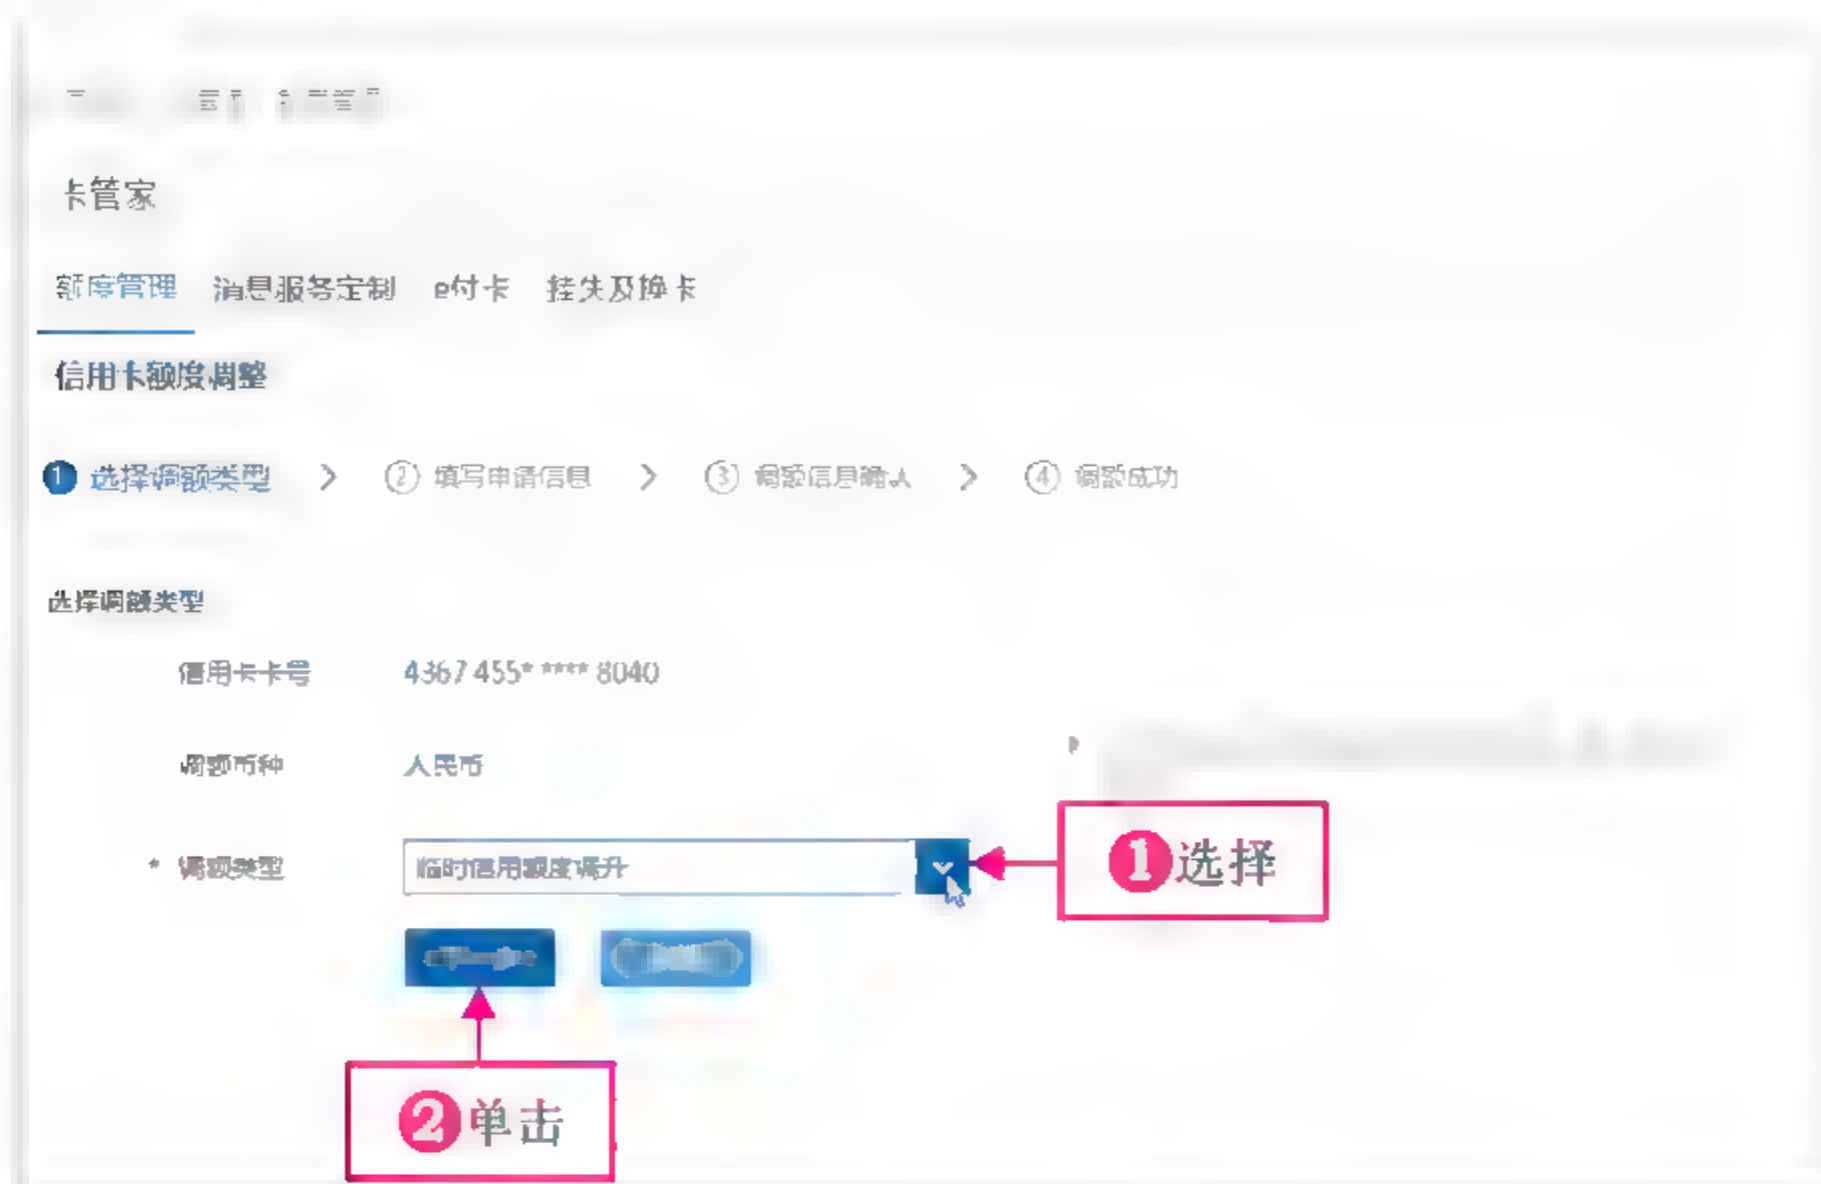 卡管家
额度管理 消息服务定制 e付卡 挂失及换卡
信用卡额度调整
1 选择调额类型 > 2 填写申请信息 > 3 调额信息确认 > 4 调额成功
选择调额类型
信用卡卡号 4367 455* **** 8040
调额币种 人民币
* 调额类型 临时信用额度调升
1 选择
2 单击